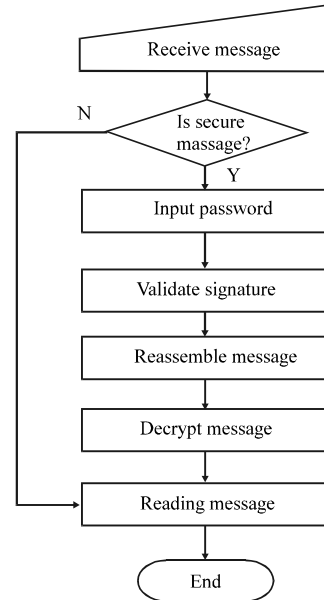 Receive message
Is secure
massage?
N
Y
Input password
Validate signature
Reassemble message
Decrypt message
Reading message
End